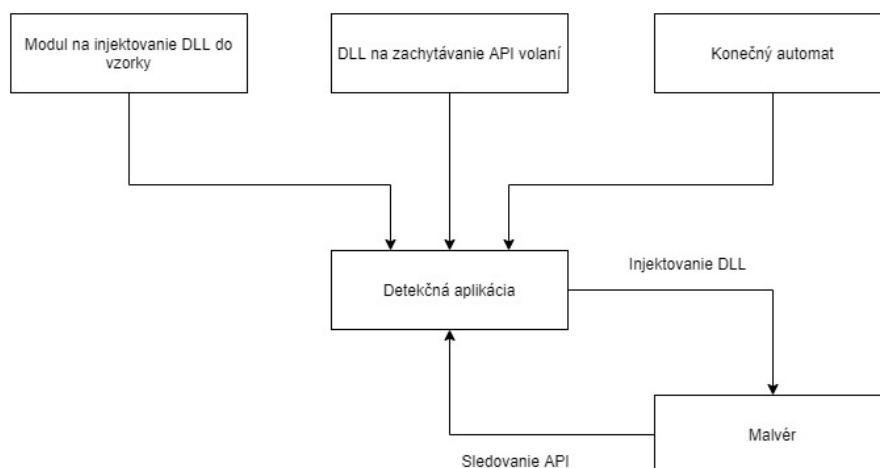 Modul na injektovanie DLL do
vzorky
DLL na zachytávanie API volaní
Konečný automat
Detekčná aplikácia
Injektovanie DLL
Malvér
Sledovanie API